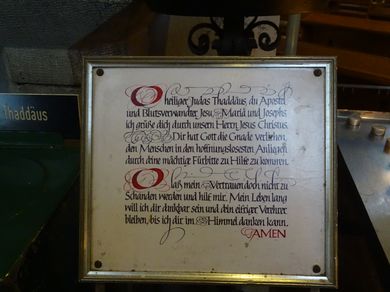 Thaddäus
O heiliger Judas Thaddäus, du Apostel
und Blutsverwandter Jesu, Mariä und Josephs
ich grüße dich durch unsern Herrn Jesus Christus.
Dir hat Gott die Gnade verliehen,
den Menschen in den hoffnungslosesten Anliegen
durch deine mächtige Fürbitte zu Hilfe zu kommen.
O laß mein Vertrauen doch nicht zu
Schanden werden und hilf mir. Mein Leben lang
will ich dir dankbar sein und dein eifriger Verehrer
bleiben, bis ich dir im Himmel danken kann.
AMEN